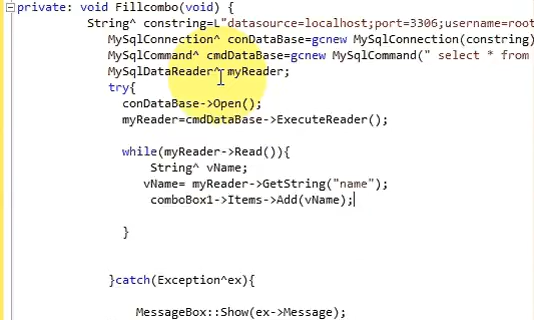 private: void Fillcombo(void) {
String^ constring=L"datasource=localhost;port=3306;username=root
MySqlConnection^ conDataBase=gcnew MySqlConnection(constring)
MySqlCommand^ cmdDataBase=gcnew MySqlCommand(" select * from
MySqlDataReader^ myReader;
try{
conDataBase->Open();
myReader=cmdDataBase->ExecuteReader();
while(myReader->Read()){
String^ vName;
vName= myReader->GetString("name");
comboBox1->Items->Add(vName);
}
}catch(Exception^ex){
MessageBox::Show(ex->Message);